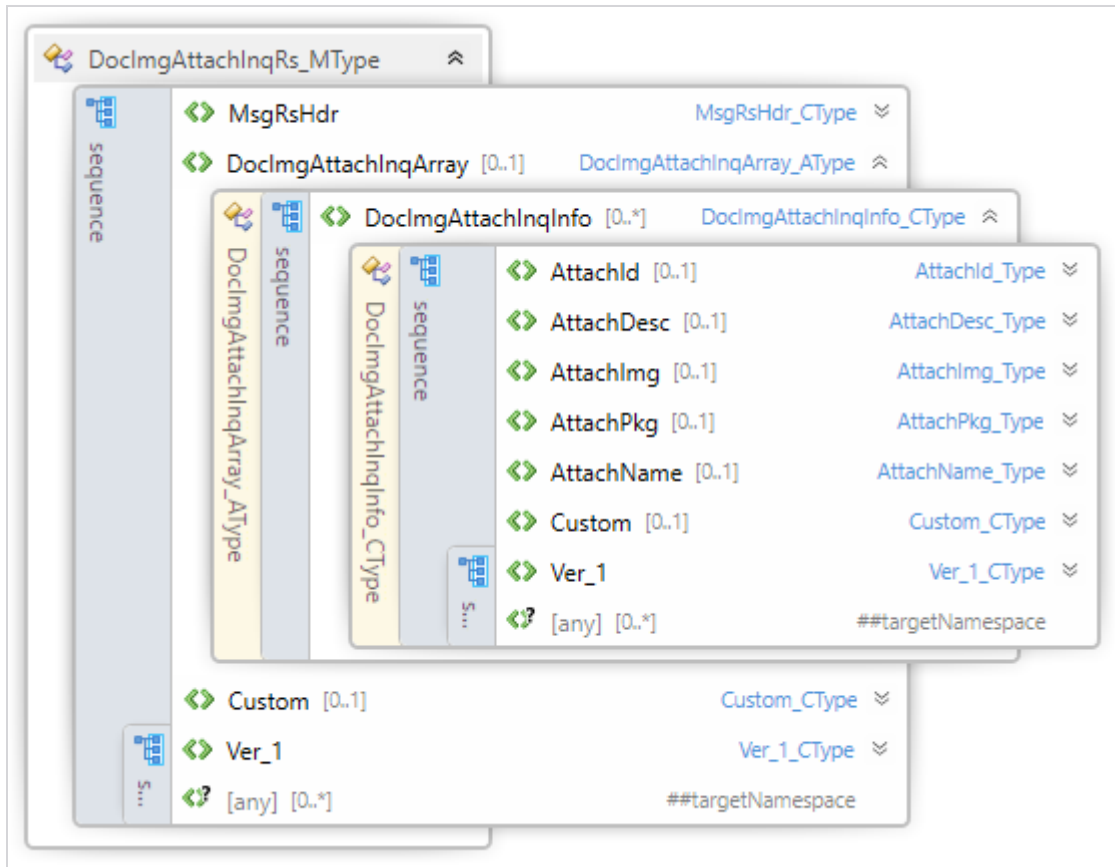 DocImgAttachInqRs_MType
sequence
MsgRsHdr MsgRsHdr_CType
DocImgAttachInqArray [0..1] DocImgAttachInqArray_AType
DocImgAttachInqArray_AType
sequence
DocImgAttachInqInfo [0..*] DocImgAttachInqInfo_CType
DocImgAttachInqInfo_CType
sequence
AttachId [0..1] AttachId_Type
AttachDesc [0..1] AttachDesc_Type
AttachImg [0..1] AttachImg_Type
AttachPkg [0..1] AttachPkg_Type
AttachName [0..1] AttachName_Type
Custom [0..1] Custom_CType
s...
Ver_1 Ver_1_CType
[any] [0..*] ##targetNamespace
Custom [0..1] Custom_CType
s...
Ver_1 Ver_1_CType
[any] [0..*] ##targetNamespace